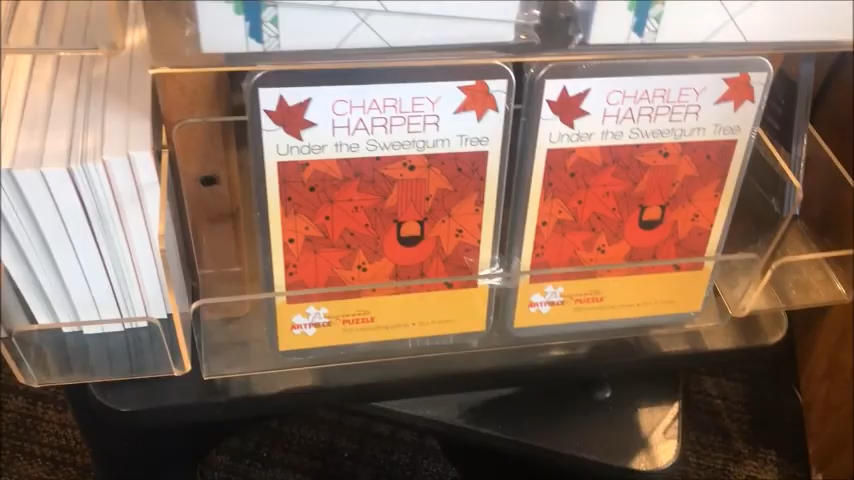 CHARLEY
HARPER
Under the Sweetgum Tree
ARTPIECE PUZZLE
CHARLEY
HARPER
Under the Sweetgum Tree
ARTPIECE PUZZLE